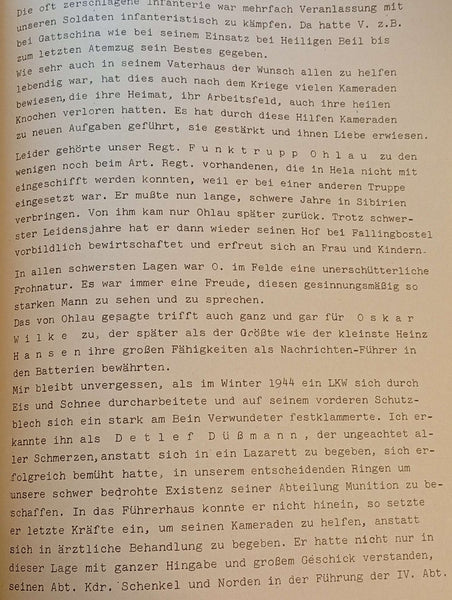 Die oft zerschlagene Infanterie war mehrfach Veranlassung mit
unseren Soldaten infanteristisch zu kämpfen. Da hatte V. z.B.
bei Gattschina wie bei seinem Einsatz bei Heiligen Beil bis
zum letzten Atemzug sein Bestes gegeben.
Wie sehr auch in seinem Vaterhaus der Wunsch allen zu helfen
lebendig war, hat dies auch nach dem Kriege vielen Kameraden
bewiesen, die ihre Heimat, ihr Arbeitsfeld, auch ihre heilen
Knochen verloren hatten. Es hat durch diese Hilfen Kameraden
zu neuen Aufgaben geführt, sie gestärkt und ihnen Liebe erwiesen.
Leider gehörte unser Regt. F u n k t r u p p O h l a u zu den
wenigen noch beim Art. Regt. vorhandenen, die in Hela nicht mit
eingeschifft werden konnten, weil er bei einer anderen Truppe
eingesetzt war. Er mußte nun lange, schwere Jahre in Sibirien
verbringen. Von ihm kam nur Ohlau später zurück. Trotz schwer-
ster Leidensjahre hat er dann wieder seinen Hof bei Fallingbostel
vorbildlich bewirtschaftet und erfreut sich an Frau und Kindern.
In allen schwersten Lagen war O. im Felde eine unerschütterliche
Frohnatur. Es war immer eine Freude, diesen gesinnungsmäßig so
starken Mann zu sehen und zu sprechen.
Das von Ohlau gesagte trifft auch ganz und gar für O s k a r
W i l k e zu, der später als der Größte wie der kleinste Heinz
H a n s e n ihre großen Fähigkeiten als Nachrichten-Führer in
den Batterien bewährten.
Mir bleibt unvergessen, als im Winter 1944 ein LKW sich durch
Eis und Schnee durcharbeitete und auf seinem vorderen Schutz-
blech sich ein stark am Bein Verwundeter festklammerte. Ich er-
kannte ihn als D e t l e f D ü ß m a n n , der ungeachtet al-
ler Schmerzen, anstatt sich in ein Lazarett zu begeben, sich er-
folgreich bemüht hatte, in unserem entscheidenden Ringen um
unsere schwer bedrohte Existenz seiner Abteilung Munition zu be-
schaffen. In das Führerhaus konnte er nicht hinein, so setzte
er letzte Kräfte ein, um seinen Kameraden zu helfen, anstatt
sich in ärztliche Behandlung zu begeben. Er hatte nicht nur in
dieser Lage mit ganzer Hingabe und großem Geschick verstanden,
seinen Abt. Kdr. Schenkel und Norden in der Führung der IV. Abt.